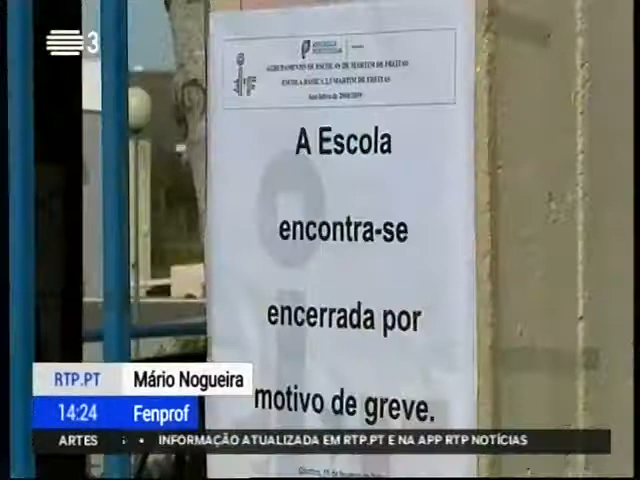 3
REPÚBLICA
PORTUGUESA
AGRUPAMENTO DE ESCOLAS DE MARTIM DE FREITAS
ESCOLA BÁSICA 2,3 MARTIM DE FREITAS
A Escola
encontra-se
encerrada por
motivo de greve.
RTP.PT Mário Nogueira
14:24 Fenprof
ARTES • INFORMAÇÃO ATUALIZADA EM RTP.PT E NA APP RTP NOTÍCIAS